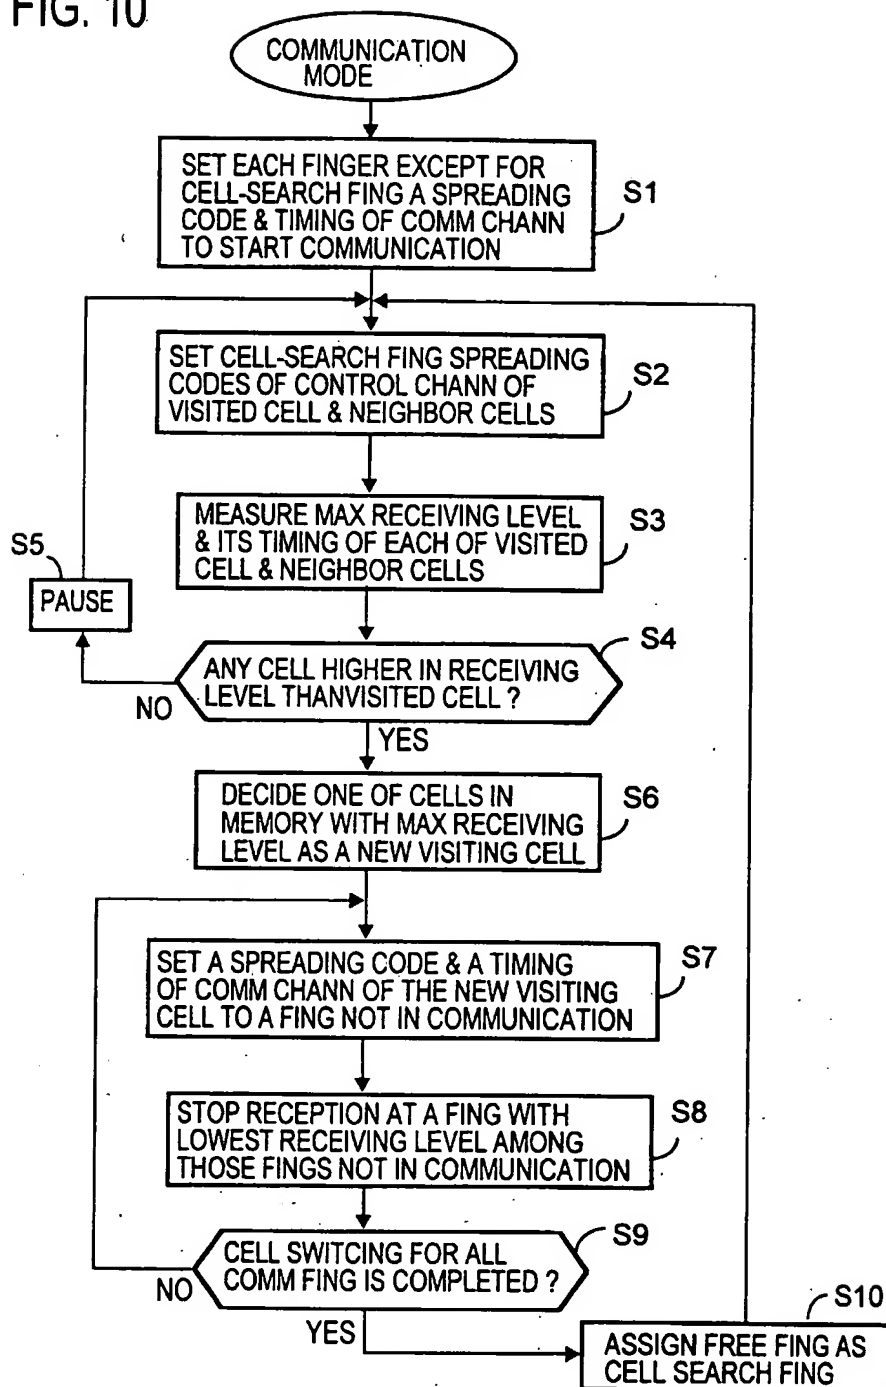 FIG. 10
COMMUNICATION
MODE
SET EACH FINGER EXCEPT FOR
CELL-SEARCH FING A SPREADING
CODE & TIMING OF COMM CHANN
TO START COMMUNICATION
S1
SET CELL-SEARCH FING SPREADING
CODES OF CONTROL CHANN OF
VISITED CELL & NEIGHBOR CELLS
S2
MEASURE MAX RECEIVING LEVEL
& ITS TIMING OF EACH OF VISITED
CELL & NEIGHBOR CELLS
S3
S5
PAUSE
ANY CELL HIGHER IN RECEIVING
LEVEL THANVISITED CELL ?
S4
NO
YES
DECIDE ONE OF CELLS IN
MEMORY WITH MAX RECEIVING
LEVEL AS A NEW VISITING CELL
S6
SET A SPREADING CODE & A TIMING
OF COMM CHANN OF THE NEW VISITING
CELL TO A FING NOT IN COMMUNICATION
S7
STOP RECEPTION AT A FING WITH
LOWEST RECEIVING LEVEL AMONG
THOSE FINGS NOT IN COMMUNICATION
S8
CELL SWITCING FOR ALL
COMM FING IS COMPLETED ?
S9
NO
YES
S10
ASSIGN FREE FING AS
CELL SEARCH FING